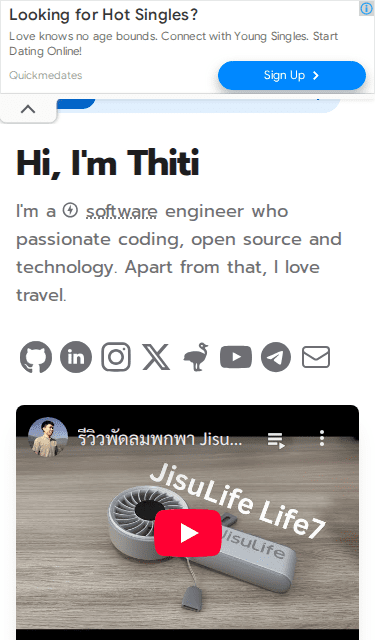 Looking for Hot Singles?
Love knows no age bounds. Connect with Young Singles. Start
Dating Online!
Quickmedates
Sign Up
Hi, I'm Thiti
I'm a software engineer who
passionate coding, open source and
technology. Apart from that, I love
travel.
รีวิวพัดลมพกพา Jisu...
JisuLife Life7
JisuLife